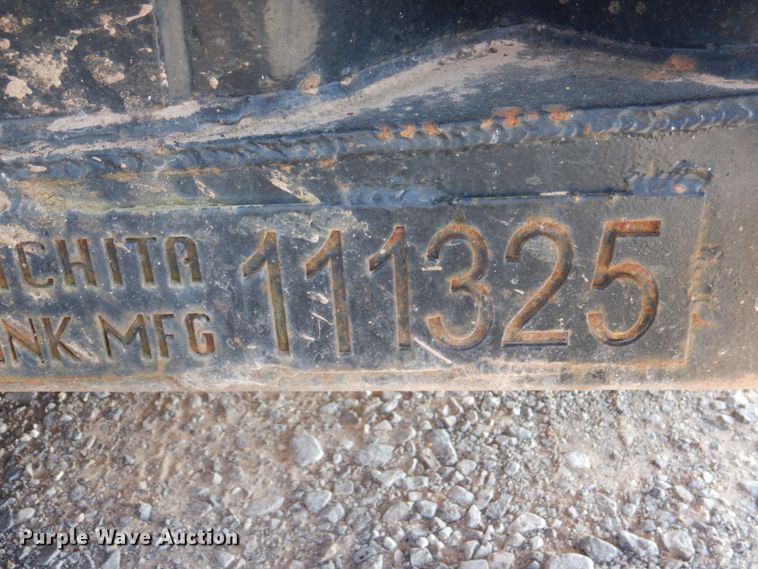 ICHITA 111325
NK MFG
Purple Wave Auction